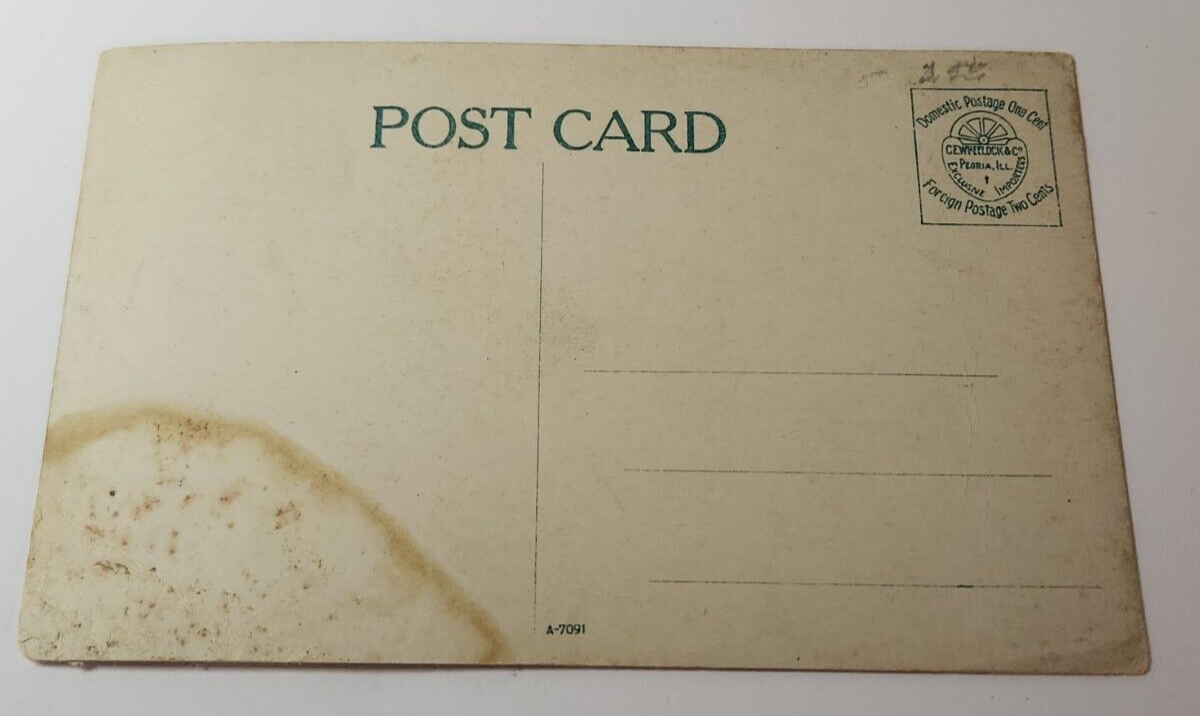 POST CARD
Domestic Postage One Cent
C.E.WHEELOCK & Co
PEORIA, ILL.
EXCLUSIVE IMPORTERS
Foreign Postage Two Cents
A-7091